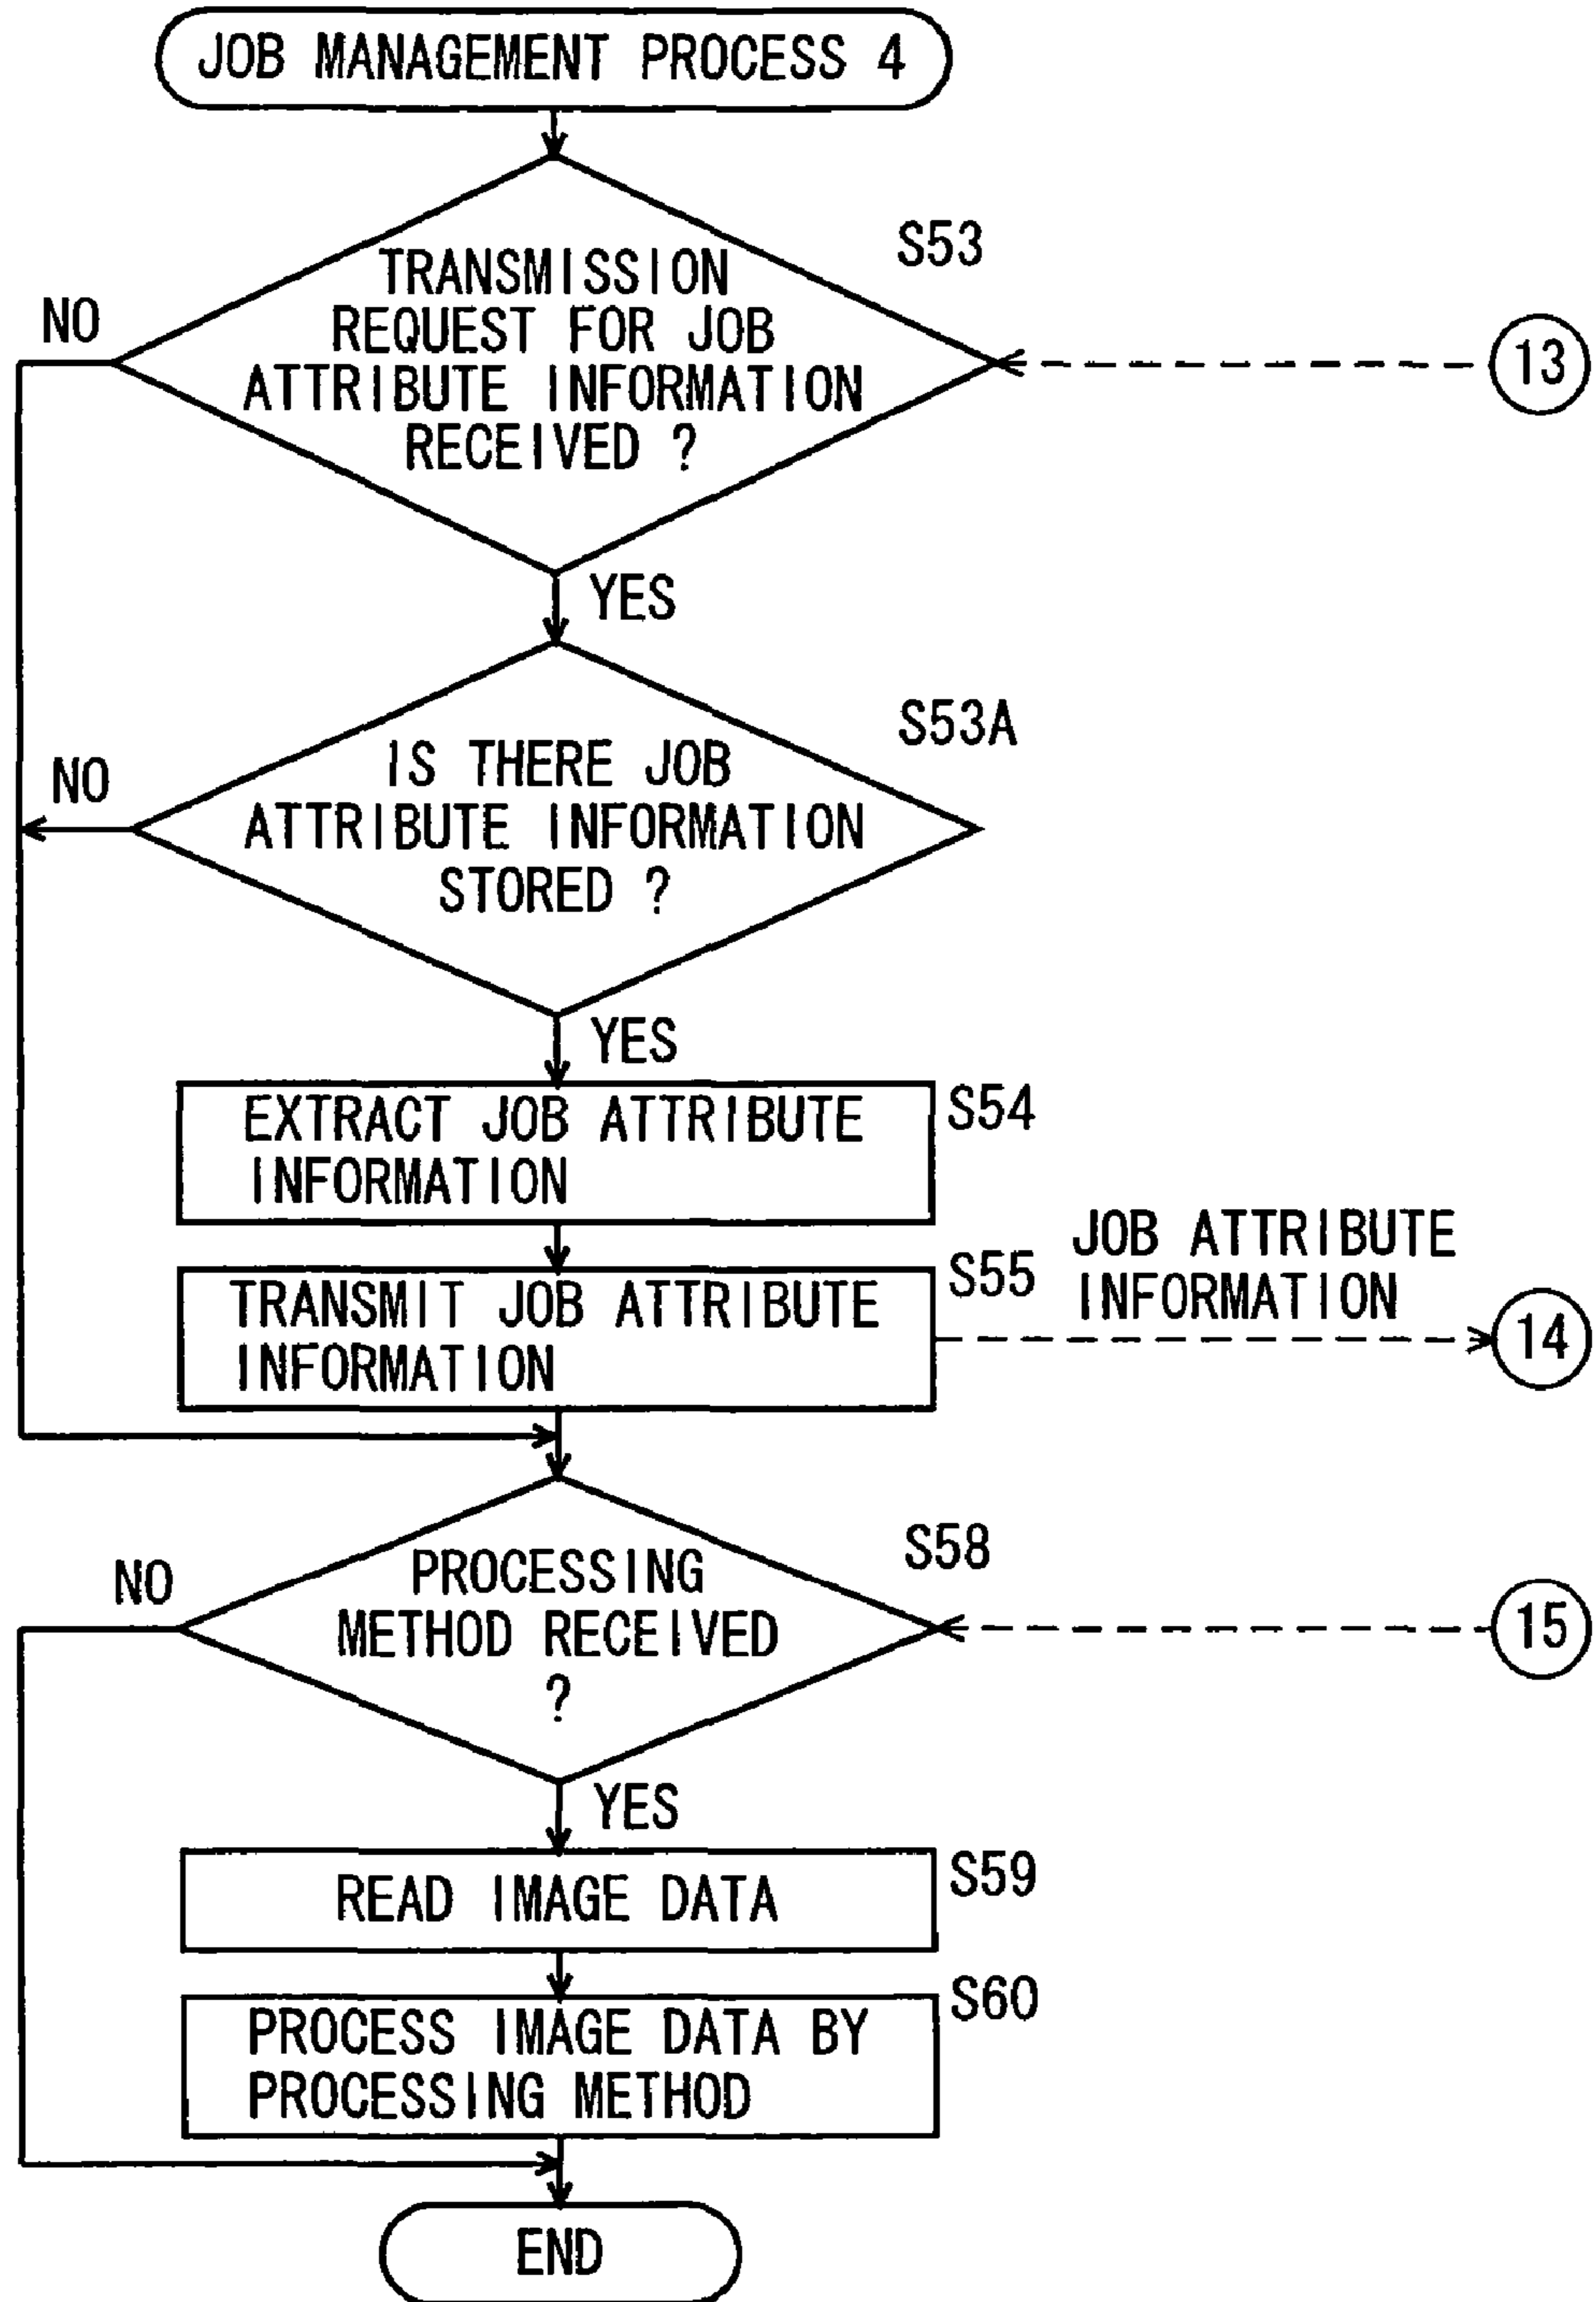 JOB MANAGEMENT PROCESS 4
S53
TRANSMISSION
REQUEST FOR JOB
ATTRIBUTE INFORMATION
RECEIVED ?
NO
13
YES
S53A
IS THERE JOB
ATTRIBUTE INFORMATION
STORED ?
NO
YES
EXTRACT JOB ATTRIBUTE
INFORMATION
S54
TRANSMIT JOB ATTRIBUTE
INFORMATION
S55
JOB ATTRIBUTE
INFORMATION
14
S58
PROCESSING
METHOD RECEIVED
?
NO
15
YES
READ IMAGE DATA
S59
PROCESS IMAGE DATA BY
PROCESSING METHOD
S60
END